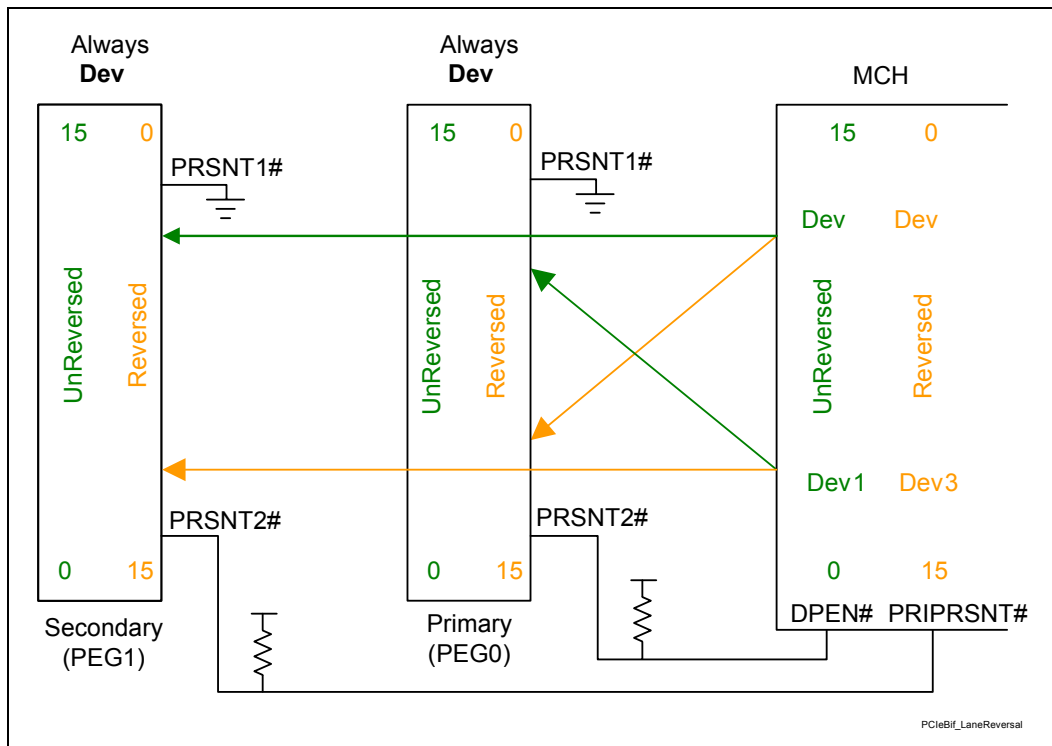 Always
Dev
Always
Dev
MCH
15 0
15 0
15 0
PRSNT1#
PRSNT1#
Dev Dev
UnReversed
Reversed
UnReversed
Reversed
UnReversed
Reversed
Dev1 Dev3
PRSNT2#
PRSNT2#
0 15
0 15
0 15
DPEN# PRIPRSNT#
Secondary
(PEG1)
Primary
(PEG0)
PCIeBif_LaneReversal